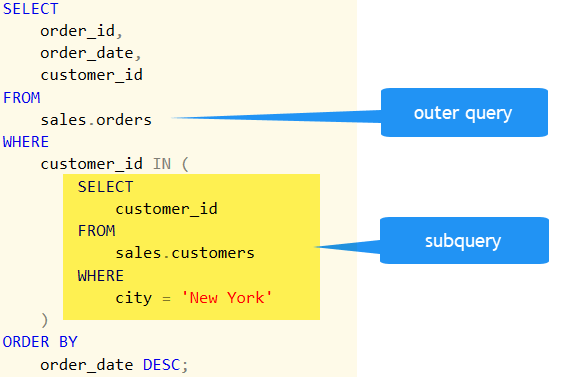 SELECT
order_id,
order_date,
customer_id
FROM
sales.orders
WHERE
customer_id IN (
SELECT
customer_id
FROM
sales.customers
WHERE
city = 'New York'
)
ORDER BY
order_date DESC;
outer query
subquery